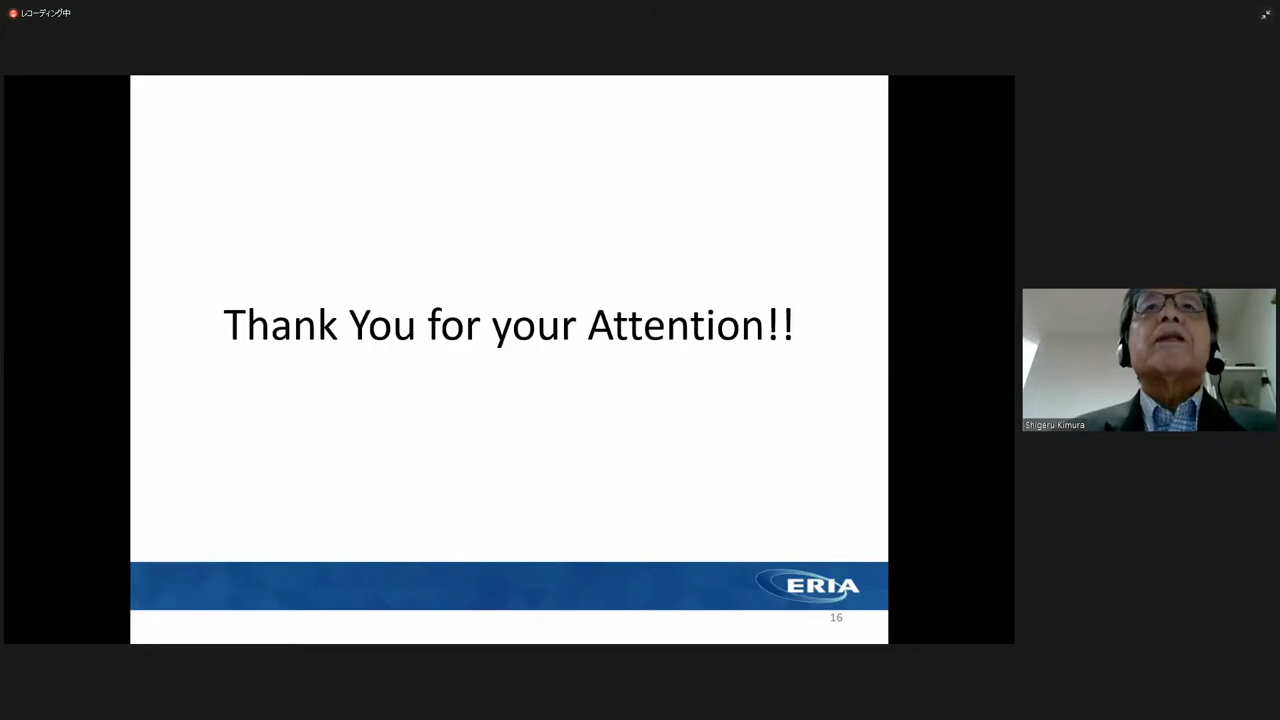 レコーディング中
Thank You for your Attention!!
ERIA
16
Shigeru Kimura